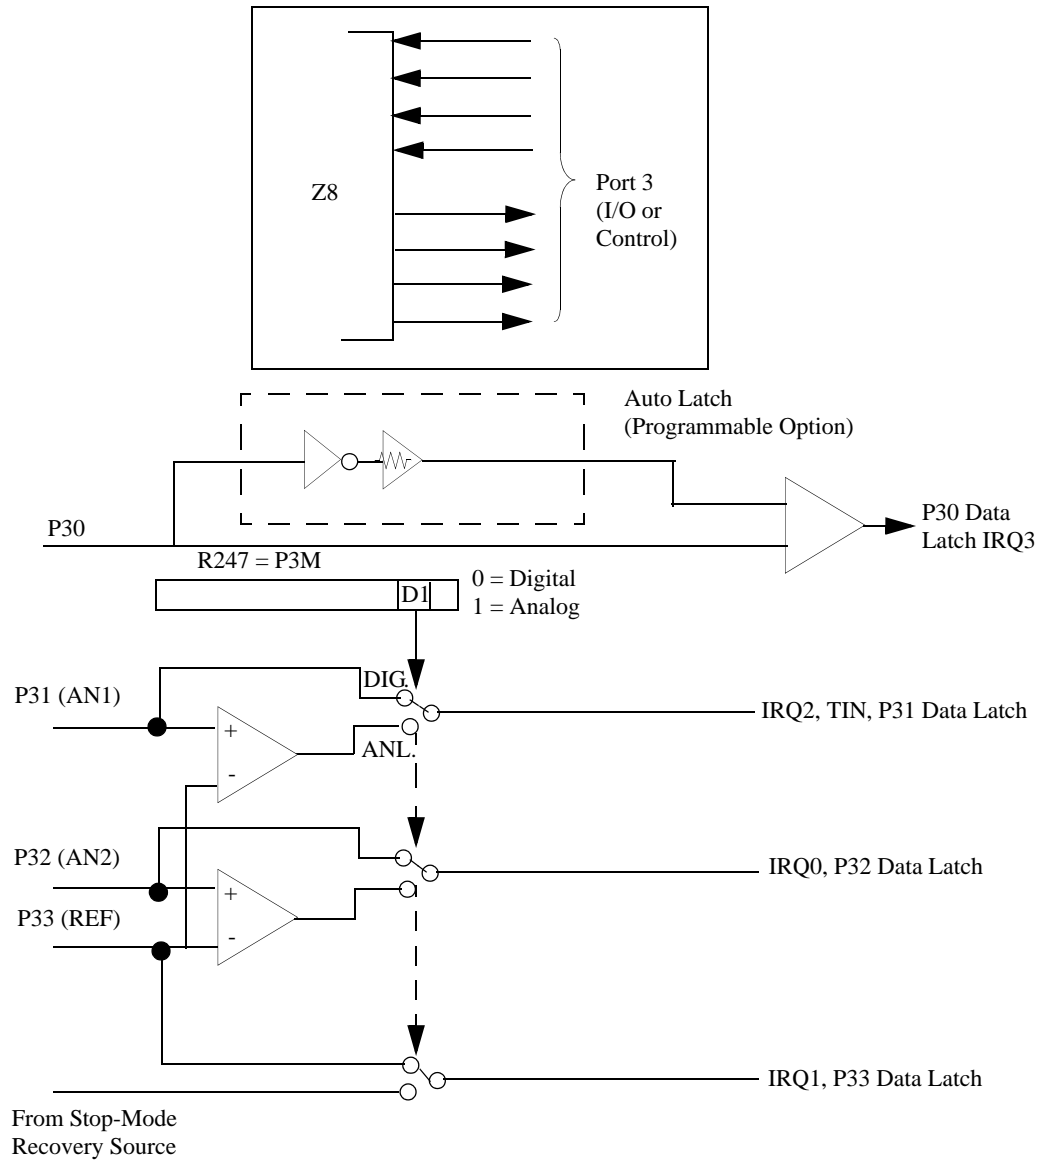 Z8
Port 3
(I/O or
Control)
Auto Latch
(Programmable Option)
P30
P30 Data
Latch IRQ3
R247 = P3M
D1
0 = Digital
1 = Analog
P31 (AN1)
DIG.
+
-
ANL.
IRQ2, TIN, P31 Data Latch
P32 (AN2)
+
-
IRQ0, P32 Data Latch
P33 (REF)
IRQ1, P33 Data Latch
From Stop-Mode
Recovery Source